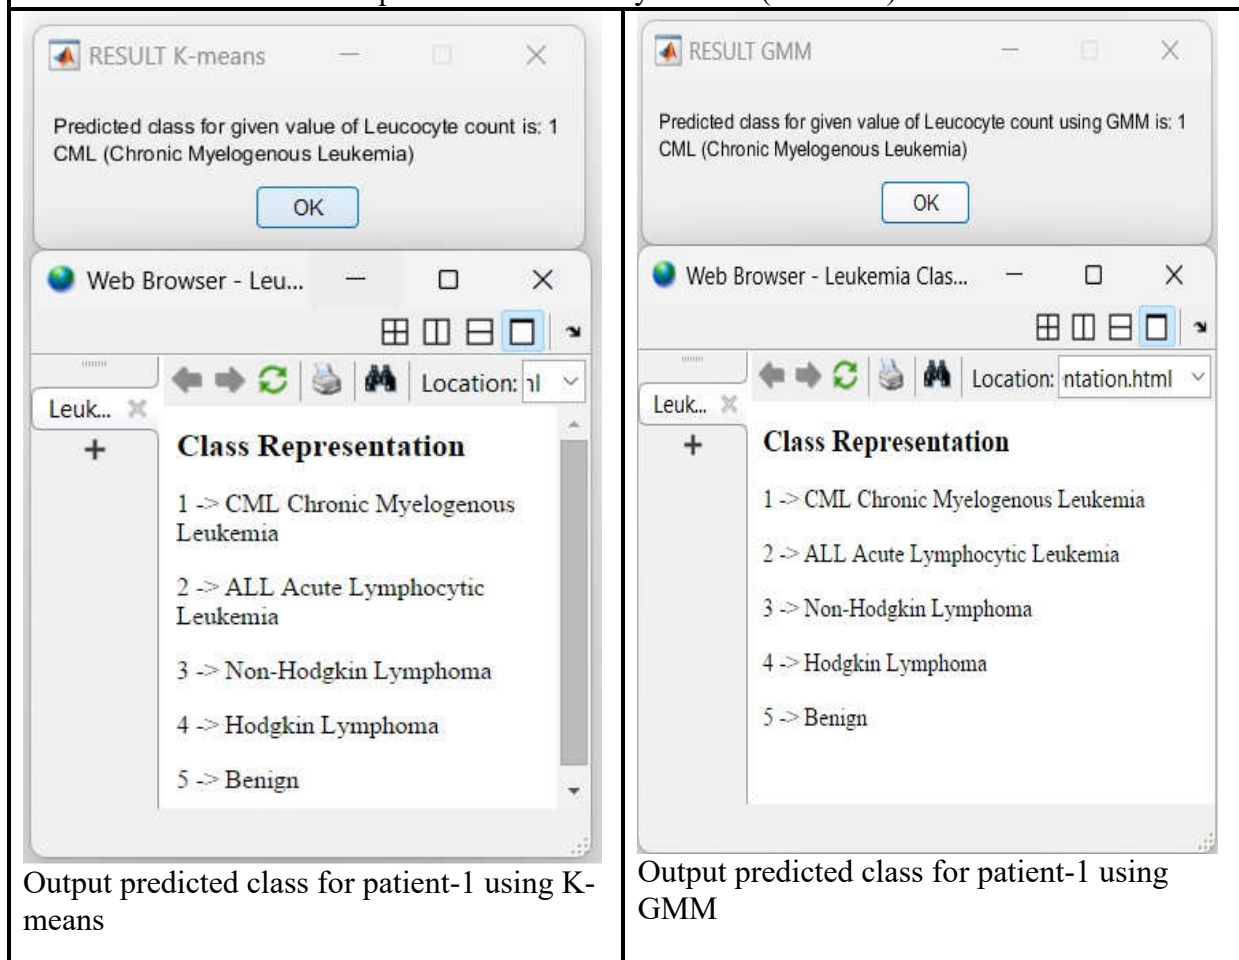 RESULT K-means
Predicted class for given value of Leucocyte count is: 1
CML (Chronic Myelogenous Leukemia)
OK
Web Browser - Leu...
Location:
Leuk...
Class Representation
1 -> CML Chronic Myelogenous
Leukemia
2 -> ALL Acute Lymphocytic
Leukemia
3 -> Non-Hodgkin Lymphoma
4 -> Hodgkin Lymphoma
5 -> Benign
Output predicted class for patient-1 using K-
means
RESULT GMM
Predicted class for given value of Leucocyte count using GMM is: 1
CML (Chronic Myelogenous Leukemia)
OK
Web Browser - Leukemia Clas...
Location: ntation.html
Leuk...
Class Representation
1 -> CML Chronic Myelogenous Leukemia
2 -> ALL Acute Lymphocytic Leukemia
3 -> Non-Hodgkin Lymphoma
4 -> Hodgkin Lymphoma
5 -> Benign
Output predicted class for patient-1 using
GMM